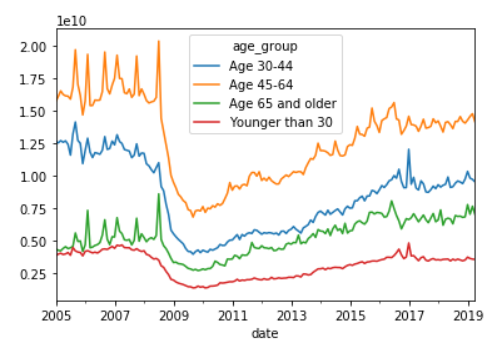 1e10
age_group
Age 30-44
Age 45-64
Age 65 and older
Younger than 30
2.00
1.75
1.50
1.25
1.00
0.75
0.50
0.25
2005 2007 2009 2011 2013 2015 2017 2019
date